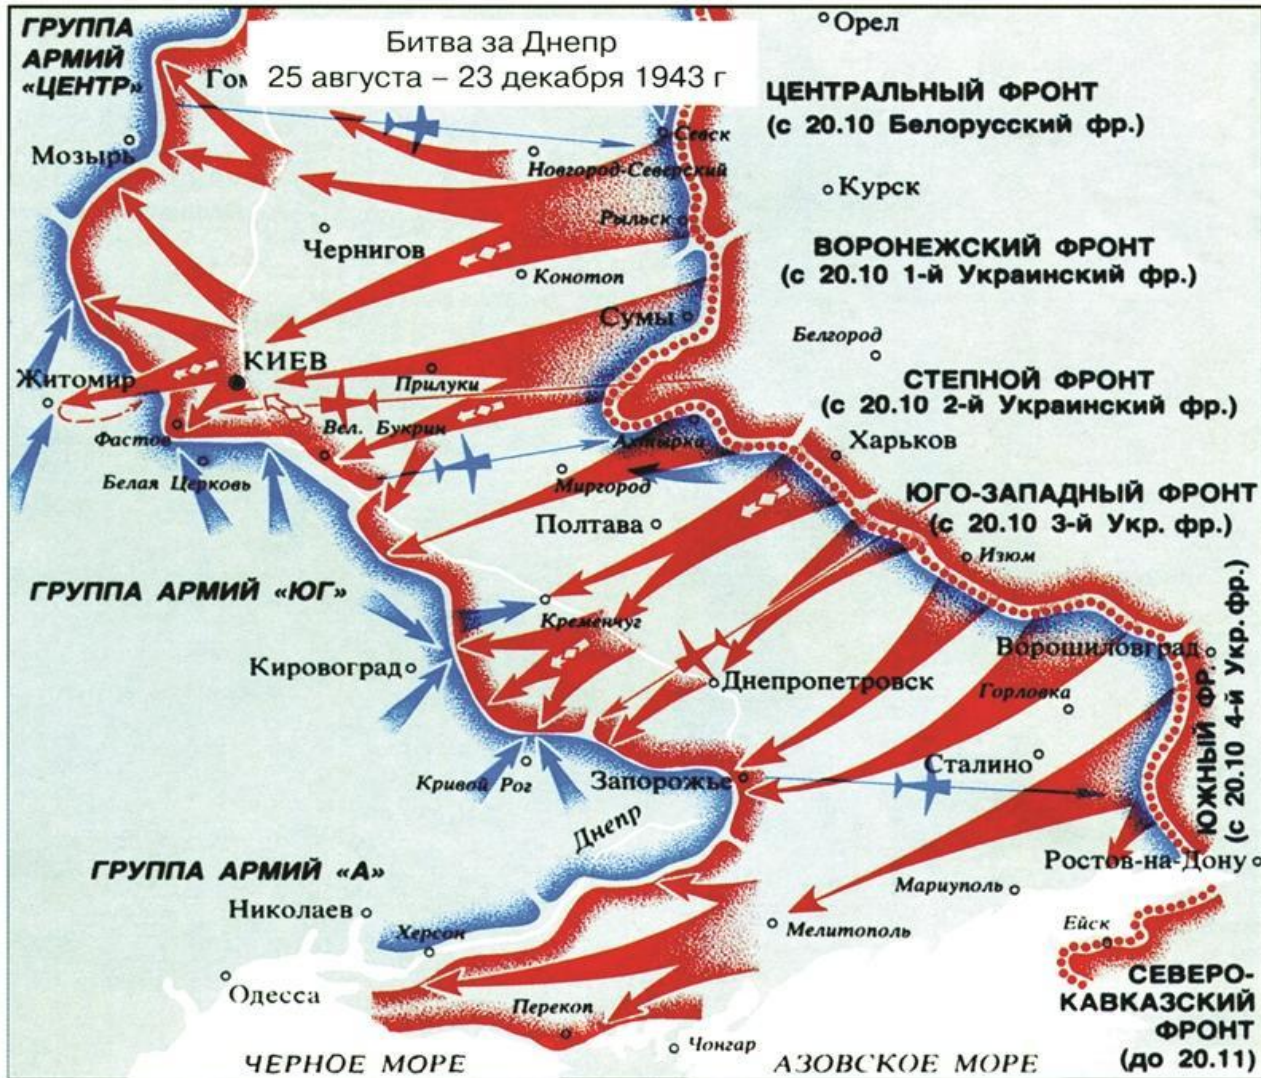 ГРУППА
АРМИЙ
«ЦЕНТР»
Битва за Днепр
25 августа – 23 декабря 1943 г
Орел
ЦЕНТРАЛЬНЫЙ ФРОНТ
(с 20.10 Белорусский фр.)
Севск
Мозырь
Новгород-Северский
Курск
Рыльск
Чернигов
ВОРОНЕЖСКИЙ ФРОНТ
(с 20.10 1-й Украинский фр.)
Конотоп
Сумы
Белгород
КИЕВ
Житомир
Прилуки
СТЕПНОЙ ФРОНТ
(с 20.10 2-й Украинский фр.)
Фастов
Вел. Букрин
Ахтырка
Харьков
Белая Церковь
Миргород
ЮГО-ЗАПАДНЫЙ ФРОНТ
(с 20.10 3-й Укр. фр.)
Полтава
Изюм
ГРУППА АРМИЙ «ЮГ»
Кременчуг
Ворошиловград
Кировоград
Днепропетровск
Горловка
ЮЖНЫЙ ФР.
(с 20.10 4-й Укр. фр.)
Сталино
Кривой Рог
Запорожье
Днепр
ГРУППА АРМИЙ «А»
Ростов-на-Дону
Мариуполь
Николаев
Херсон
Мелитополь
Ейск
Одесса
Перекоп
Чонгар
СЕВЕРО-
КАВКАЗСКИЙ
ФРОНТ
(до 20.11)
ЧЕРНОЕ МОРЕ
АЗОВСКОЕ МОРЕ